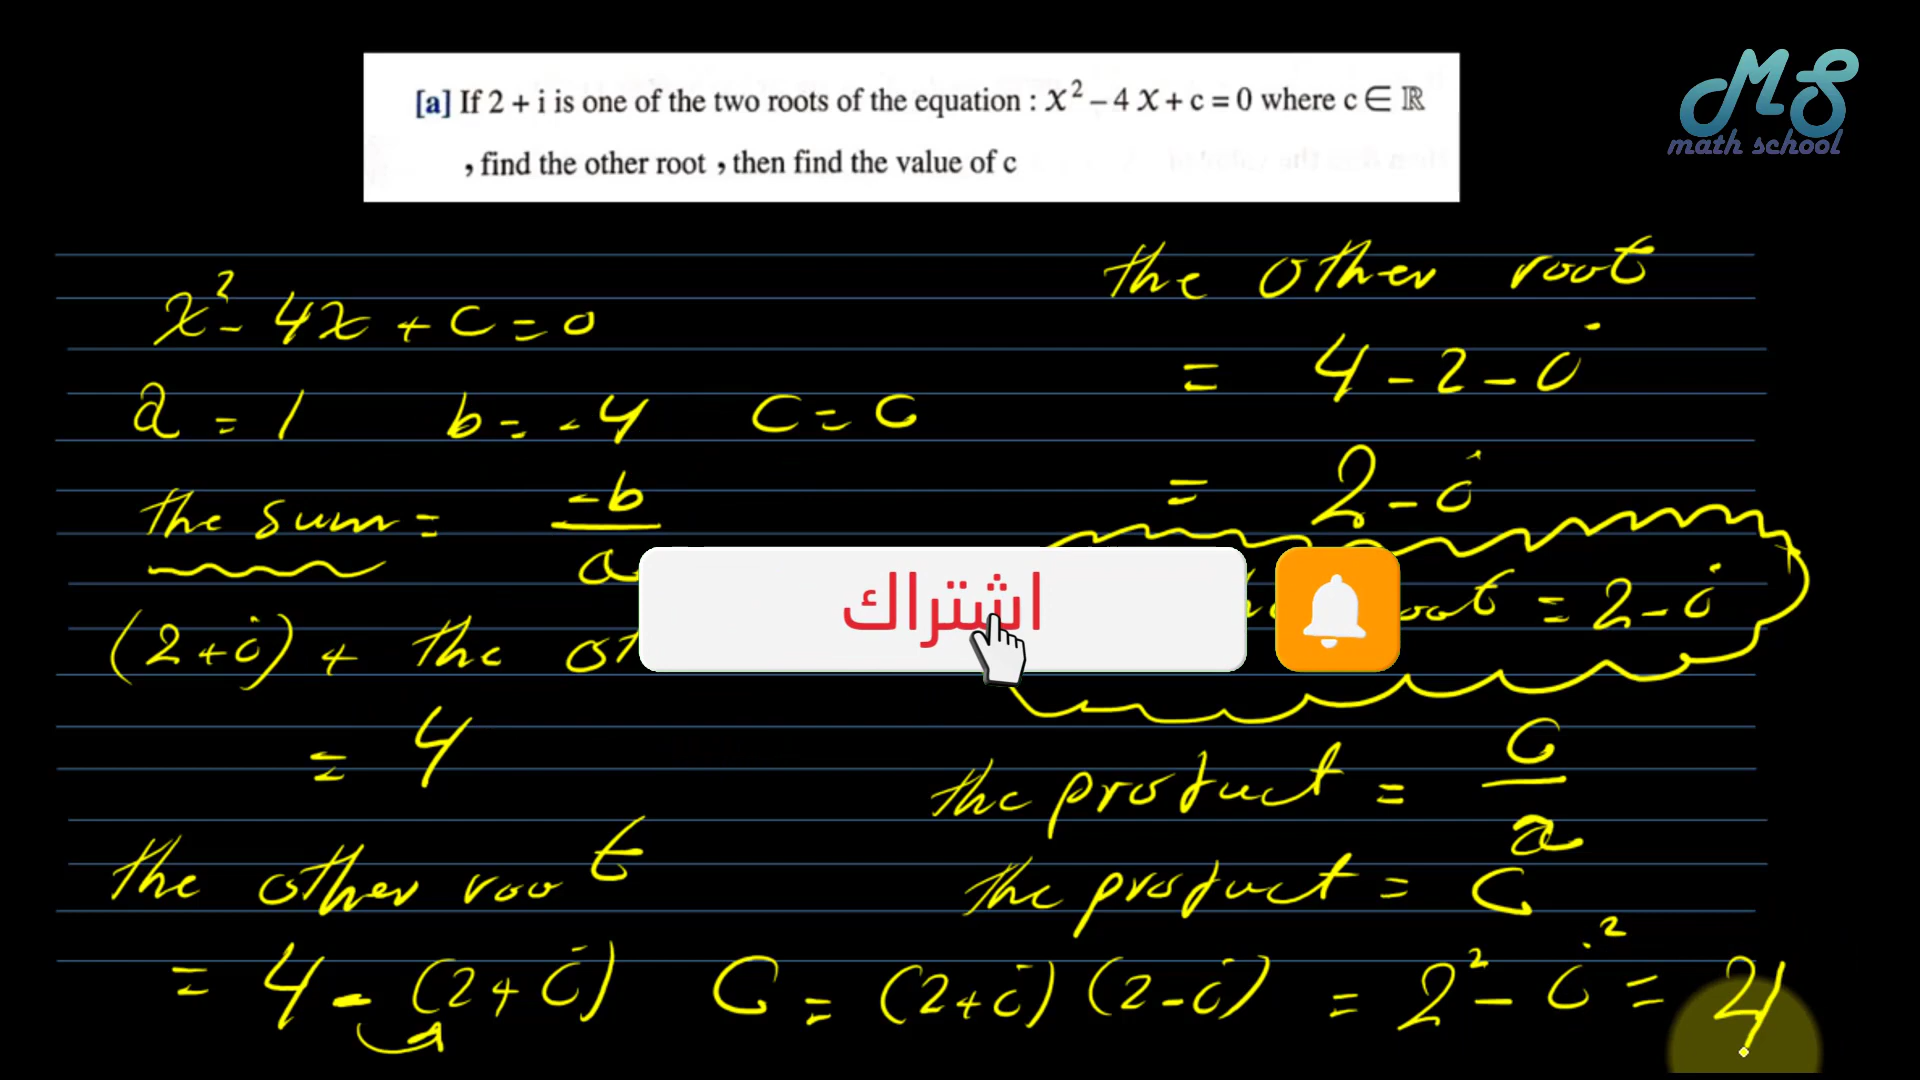 [a] If 2 + i is one of the two roots of the equation : x² – 4 x + c = 0 where c ∈ ℝ
, find the other root , then find the value of c
MS
math school
x² - 4x + c = 0
a = 1 b = -4 c = c
the sum = -b/a
(2+i) + the
= 4
the other root
= 4 - (2+i)
the other root
= 4 - 2 - i
= 2 - i
root = 2 - i
اشتراك
the product = c/a
the product = c
c = (2+i) (2-i) = 2² - i² = 4